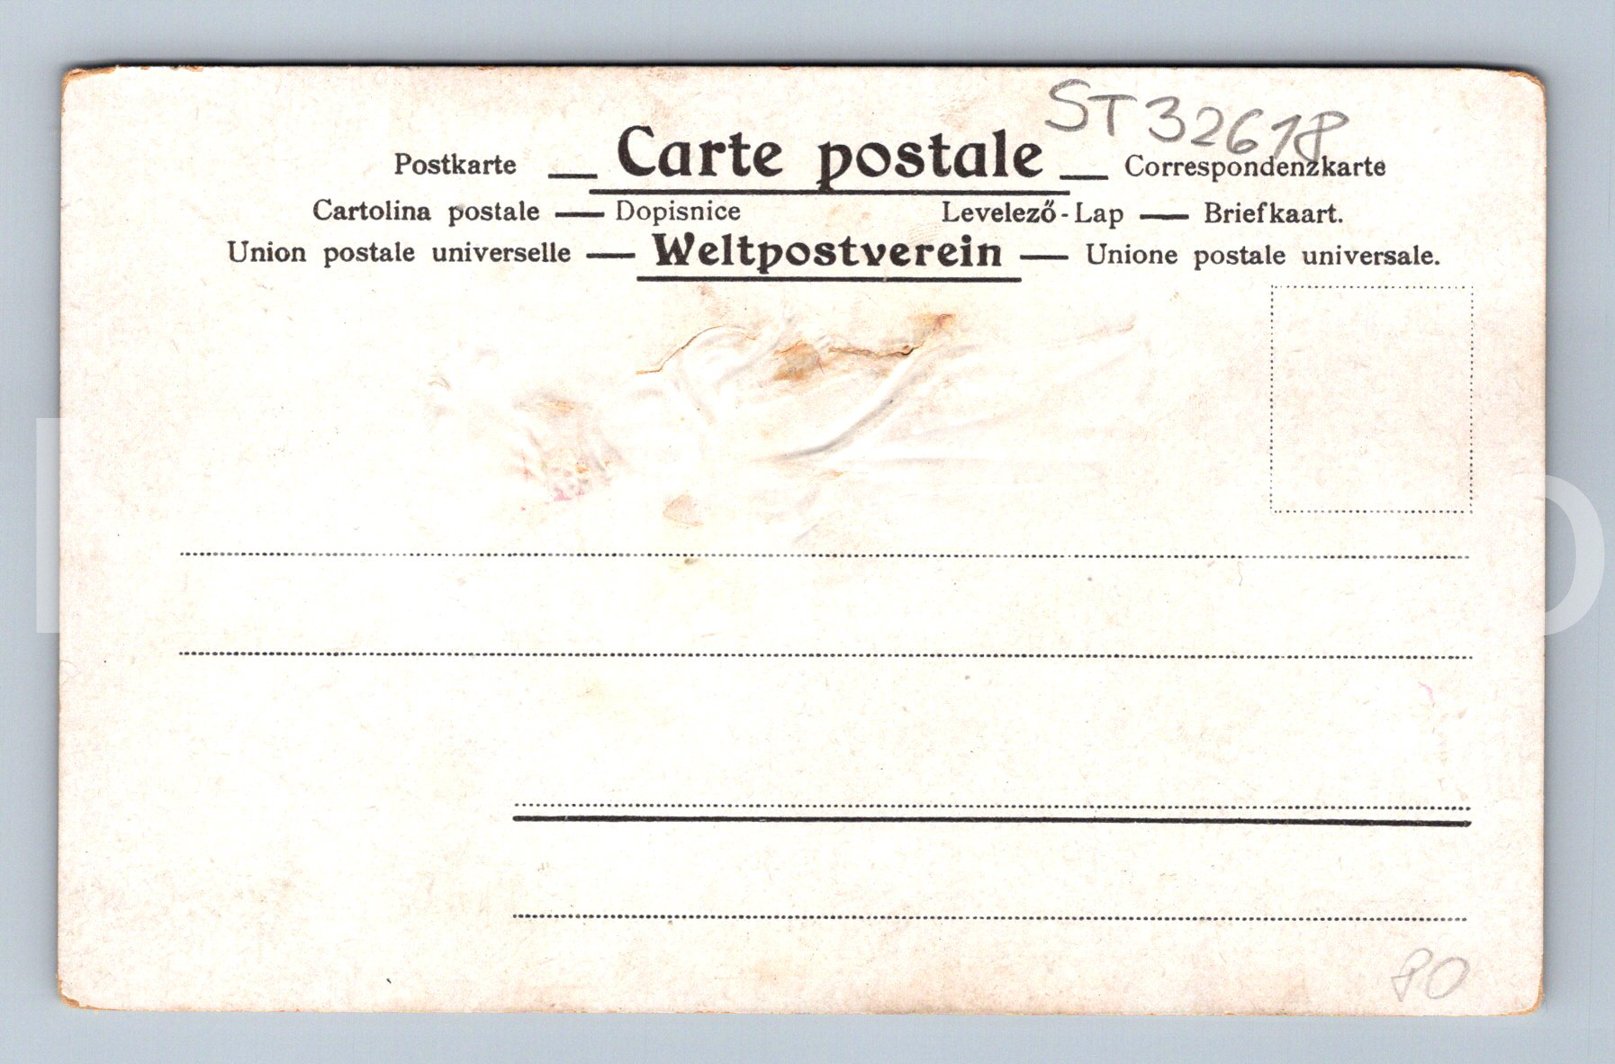 ST32618
Postkarte — Carte postale — Correspondenzkarte
Cartolina postale — Dopisnice Levelező-Lap — Briefkaart.
Union postale universelle — Weltpostverein — Unione postale universale.
80